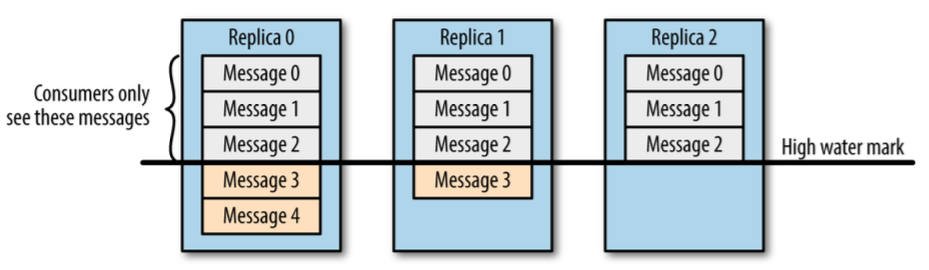 Replica 0
Replica 1
Replica 2
Consumers only
see these messages
Message 0
Message 1
Message 2
Message 3
Message 4
Message 0
Message 1
Message 2
Message 3
Message 0
Message 1
Message 2
High water mark